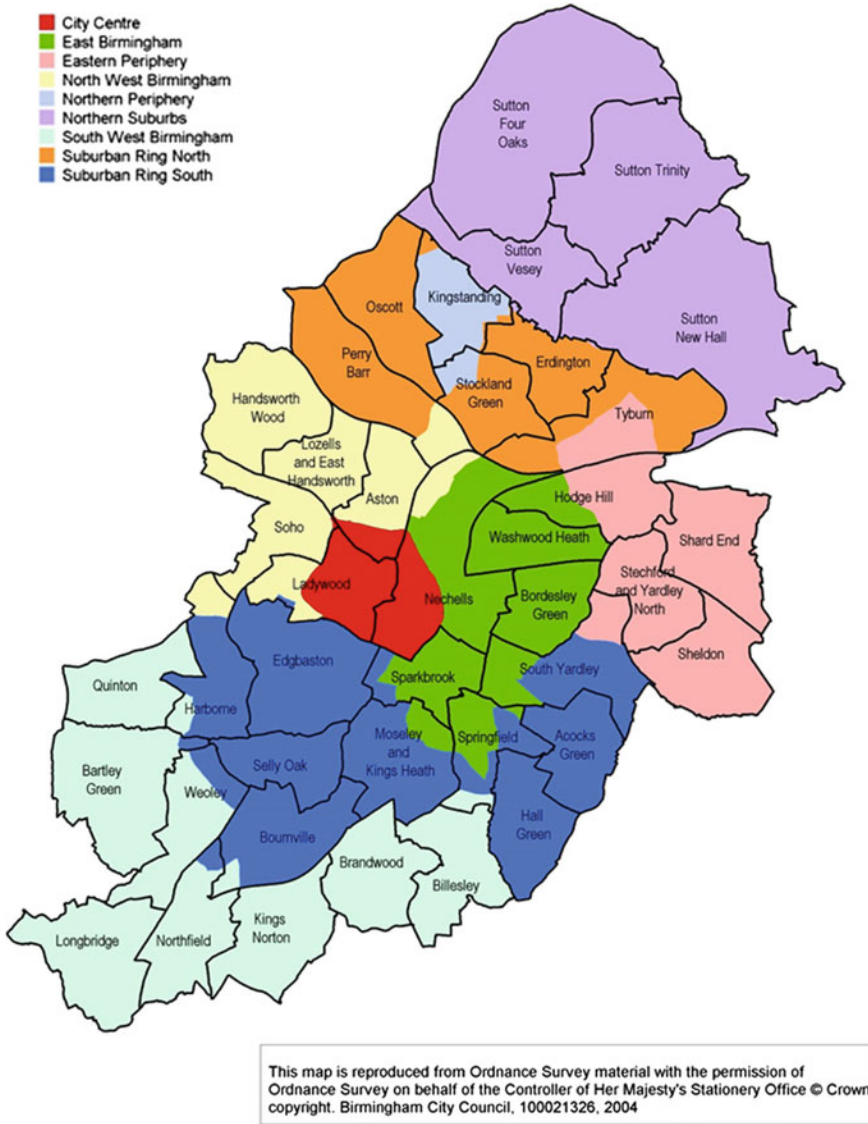 City Centre
East Birmingham
Eastern Periphery
North West Birmingham
Northern Periphery
Northern Suburbs
South West Birmingham
Suburban Ring North
Suburban Ring South
Sutton
Four
Oaks
Sutton Trinity
Sutton
Vesey
Sutton
New Hall
Kingstanding
Oscott
Perry
Barr
Erdington
Stockland
Green
Tyburn
Handsworth
Wood
Lozells
and East
Handsworth
Aston
Hodge Hill
Soho
Washwood Heath
Shard End
Ladywood
Nechells
Bordesley
Green
Stechford
and Yardley
North
Sheldon
Quinton
Edgbaston
Sparkbrook
South Yardley
Harborne
Moseley
and
Kings Heath
Springfield
Acocks
Green
Bartley
Green
Selly Oak
Weoley
Bournville
Hall
Green
Brandwood
Billesley
Longbridge
Northfield
Kings
Norton
This map is reproduced from Ordnance Survey material with the permission of
Ordnance Survey on behalf of the Controller of Her Majesty's Stationery Office © Crown
copyright. Birmingham City Council, 100021326, 2004